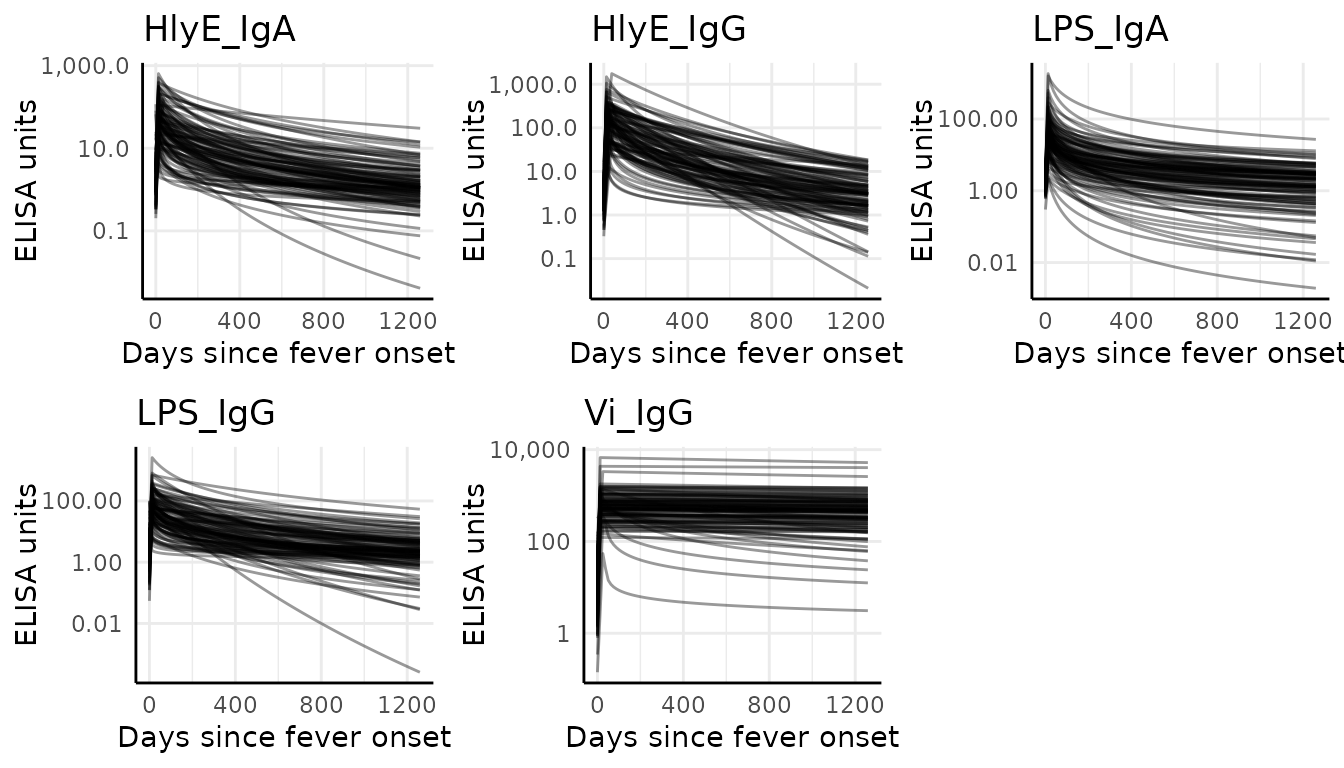 HlyE_IgA
ELISA units
1,000.0
10.0
0.1
0 400 800 1200
Days since fever onset
HlyE_IgG
ELISA units
1,000.0
100.0
10.0
1.0
0.1
0 400 800 1200
Days since fever onset
LPS_IgA
ELISA units
100.00
1.00
0.01
0 400 800 1200
Days since fever onset
LPS_IgG
ELISA units
100.00
1.00
0.01
0 400 800 1200
Days since fever onset
Vi_IgG
ELISA units
10,000
100
1
0 400 800 1200
Days since fever onset